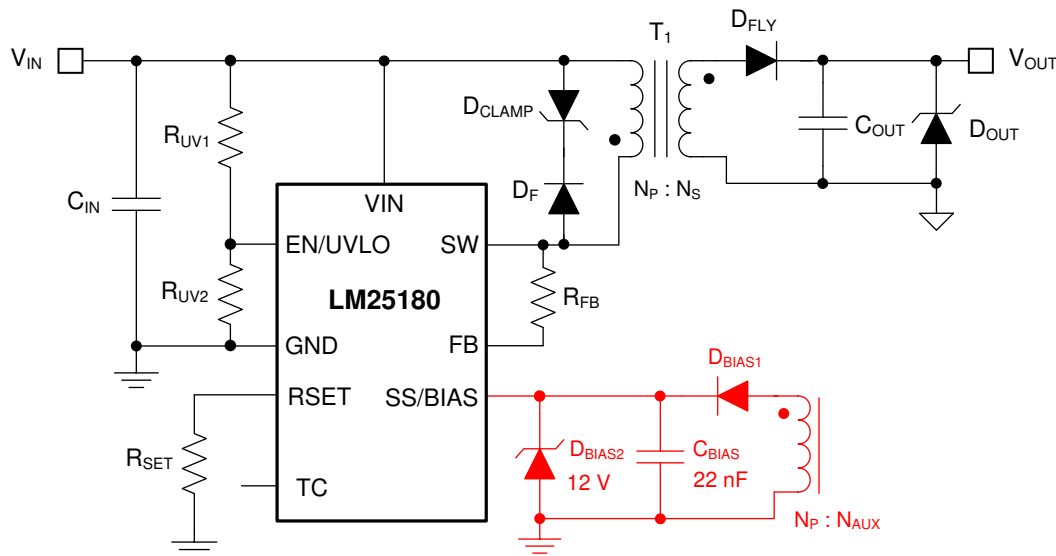 T1
DFLY
VIN
VOUT
DCLAMP
RUV1
COUT
DOUT
DF
NP : NS
CIN
VIN
EN/UVLO
SW
RUV2
LM25180
RFB
GND
FB
DBIAS1
RSET
SS/BIAS
RSET
DBIAS2
12 V
CBIAS
22 nF
TC
NP : NAUX